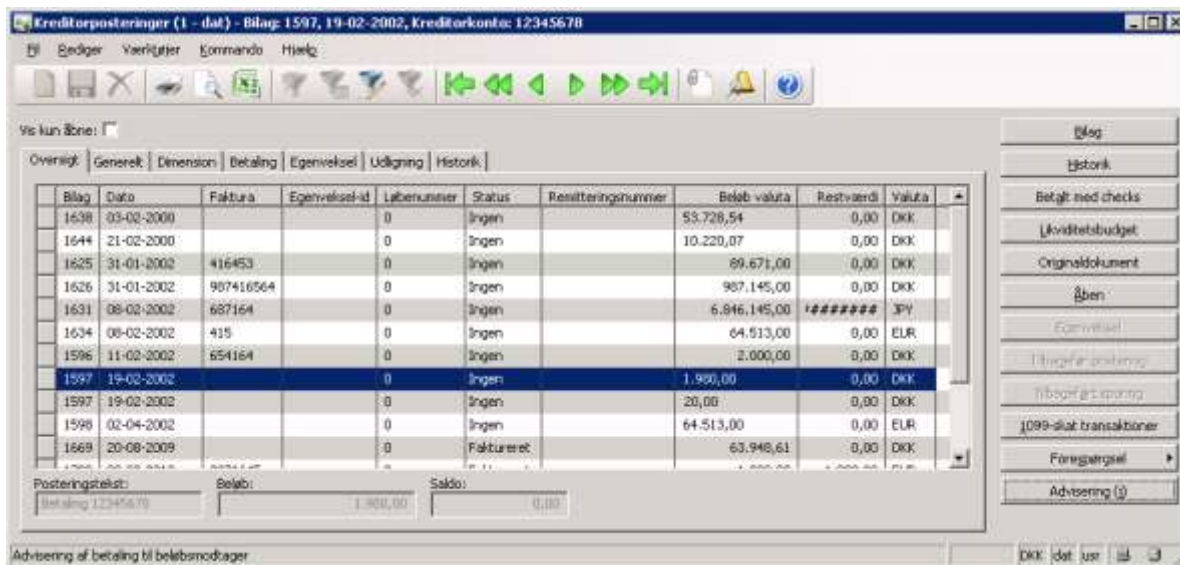 Kreditorposteringer (1 - dat) - Bilag: 1597, 19-02-2002, Kreditorkonto: 12345678
Fil Rediger Værktøjer Kommando Hjælp
Vis kun åbne:
Oversigt Generelt Dimension Betaling Egenveksel Udligning Historik
Bilag Dato Faktura Egenveksel-id Løbenummer Status Remitteringsnummer Beløb valuta Restværdi Valuta
1638 03-02-2000 0 Ingen 53.728,54 0,00 DKK
1644 21-02-2000 0 Ingen 10.220,07 0,00 DKK
1625 31-01-2002 416453 0 Ingen 89.671,00 0,00 DKK
1626 31-01-2002 987416564 0 Ingen 987.145,00 0,00 DKK
1631 08-02-2002 687164 0 Ingen 6.846.145,00 ######## JPY
1634 08-02-2002 415 0 Ingen 64.513,00 0,00 EUR
1596 11-02-2002 654164 0 Ingen 2.000,00 0,00 DKK
1597 19-02-2002 0 Ingen 1.980,00 0,00 DKK
1597 19-02-2002 0 Ingen 20,00 0,00 DKK
1598 02-04-2002 0 Ingen 64.513,00 0,00 EUR
1669 20-08-2009 0 Faktureret 63.948,61 0,00 DKK
Posteringstekst: Beløb: Saldo:
Betaling 12345678 1.980,00 0,00
Bilag
Historik
Betalt med checks
Likviditetsbudget
Originaldokument
Åben
Egenveksel
Tilbagefør postering
Tilbageført sporing
1099-skat transaktioner
Forespørgsel
Advisering (1)
Advisering af betaling til beløbsmodtager
DKK dat usr